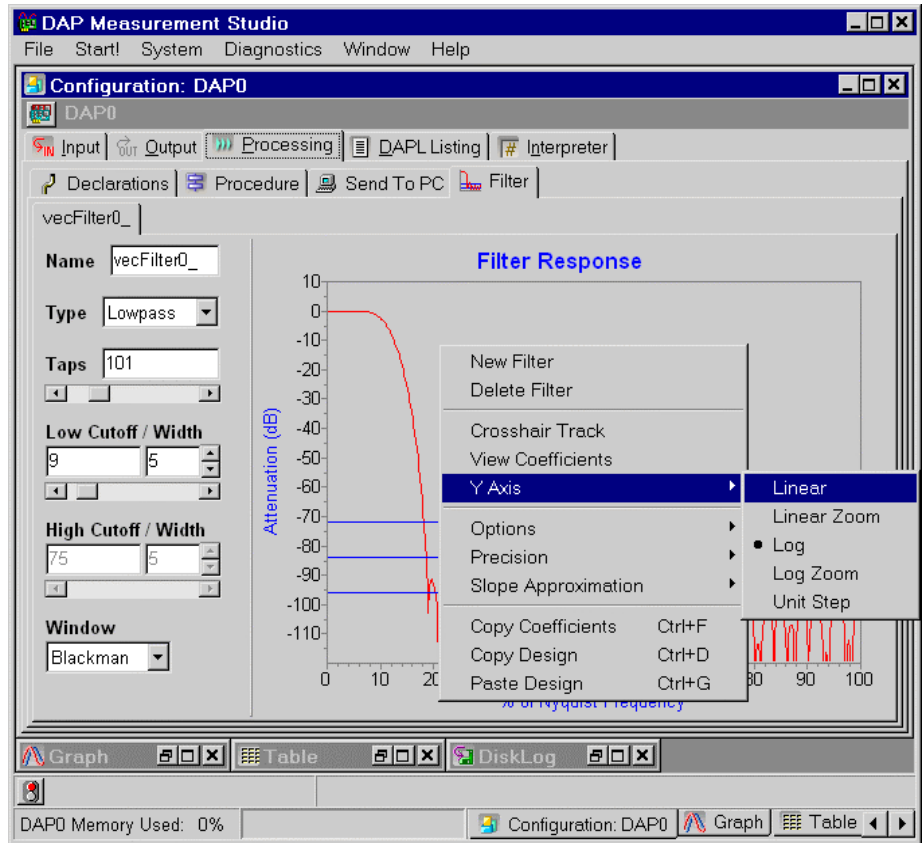 DAP Measurement Studio
File Start! System Diagnostics Window Help
Configuration: DAP0
DAP0
IN Input OUT Output Processing DAPL Listing # Interpreter
Declarations Procedure Send To PC Filter
vecFilter0_
Name vecFilter0_
Type Lowpass
Taps 101
Low Cutoff / Width
9 5
High Cutoff / Width
75 5
Window
Blackman
Filter Response
Attenuation (dB)
10
0
-10
-20
-30
-40
-50
-60
-70
-80
-90
-100
-110
0 10 20 80 90 100
% of Nyquist Frequency
New Filter
Delete Filter
Crosshair Track
View Coefficients
Y Axis
Options
Precision
Slope Approximation
Copy Coefficients Ctrl+F
Copy Design Ctrl+D
Paste Design Ctrl+G
Linear
Linear Zoom
Log
Log Zoom
Unit Step
Graph Table DiskLog
DAP0 Memory Used: 0% Configuration: DAP0 Graph Table